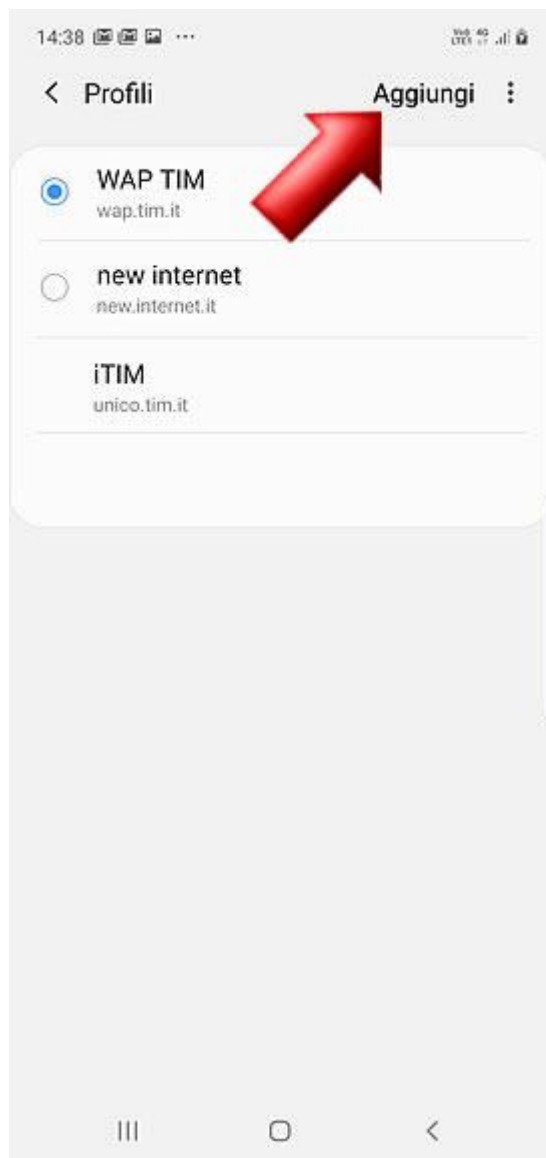 14:38
Profili
Aggiungi
WAP TIM
wap.tim.it
new internet
new.internet.it
iTIM
unico.tim.it